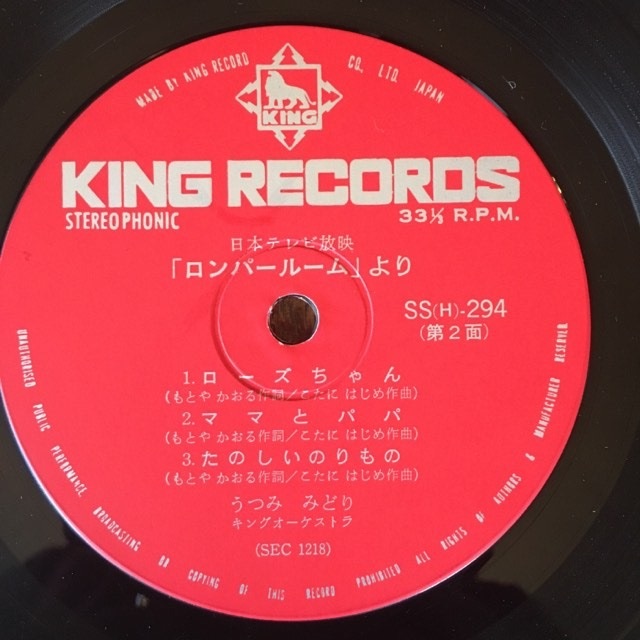 MADE BY KING RECORD CO., LTD. JAPAN
KING
KING RECORDS
STEREOPHONIC
33⅓ R.P.M.
日本テレビ放映
「ロンパールーム」より
SS(H)-294
(第2面)
1. ローズちゃん
(もとや かおる作詞/こたに はじめ作曲)
2. ママとパパ
(もとや かおる作詞/こたに はじめ作曲)
3. たのしいのりもの
(もとや かおる作詞/こたに はじめ作曲)
うつみ みどり
キングオーケストラ
(SEC 1218)
UNAUTHORISED PUBLIC PERFORMANCE BROADCASTING OR COPYING OF THIS RECORD PROHIBITED ALL RIGHTS OF AUTHORS & MANUFACTURED RESERVER